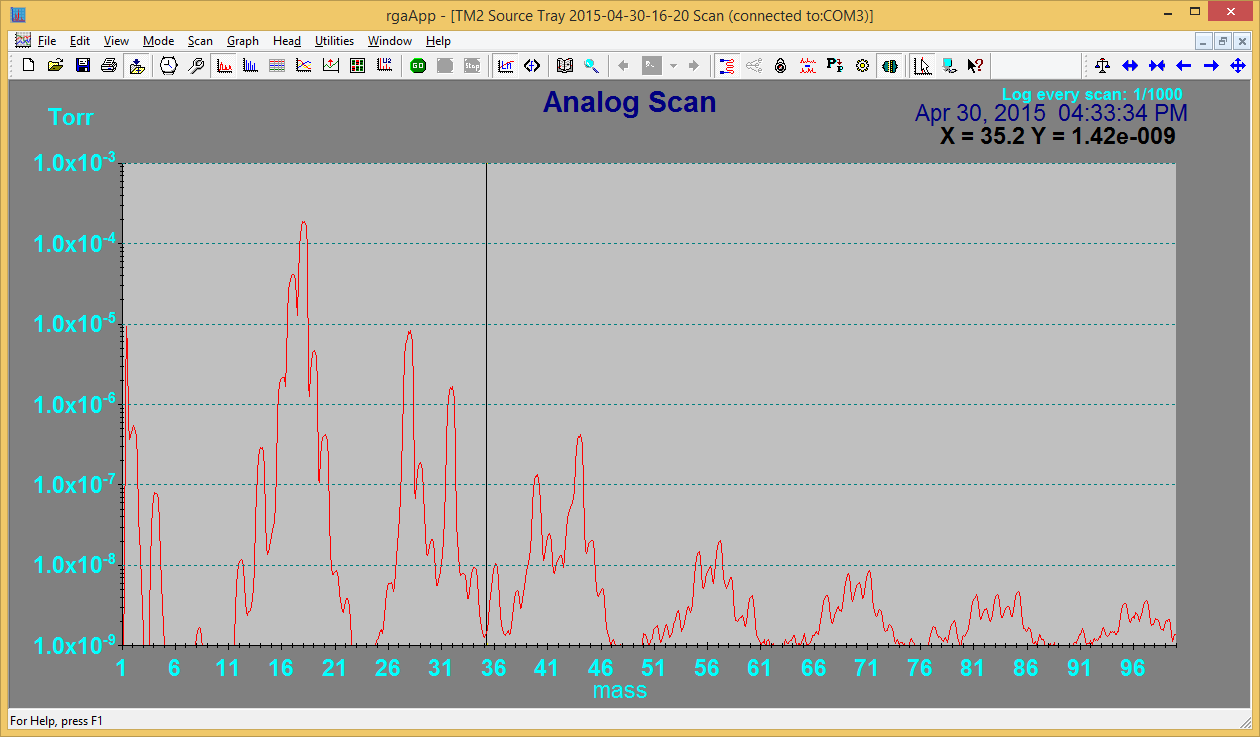 rgaApp - [TM2 Source Tray 2015-04-30-16-20 Scan (connected to:COM3)]
File Edit View Mode Scan Graph Head Utilities Window Help
GO Stop
Log every scan: 1/1000
Analog Scan
Apr 30, 2015 04:33:34 PM
Torr
X = 35.2 Y = 1.42e-009
1.0x10-3
1.0x10-4
1.0x10-5
1.0x10-6
1.0x10-7
1.0x10-8
1.0x10-9
1 6 11 16 21 26 31 36 41 46 51 56 61 66 71 76 81 86 91 96
mass
For Help, press F1